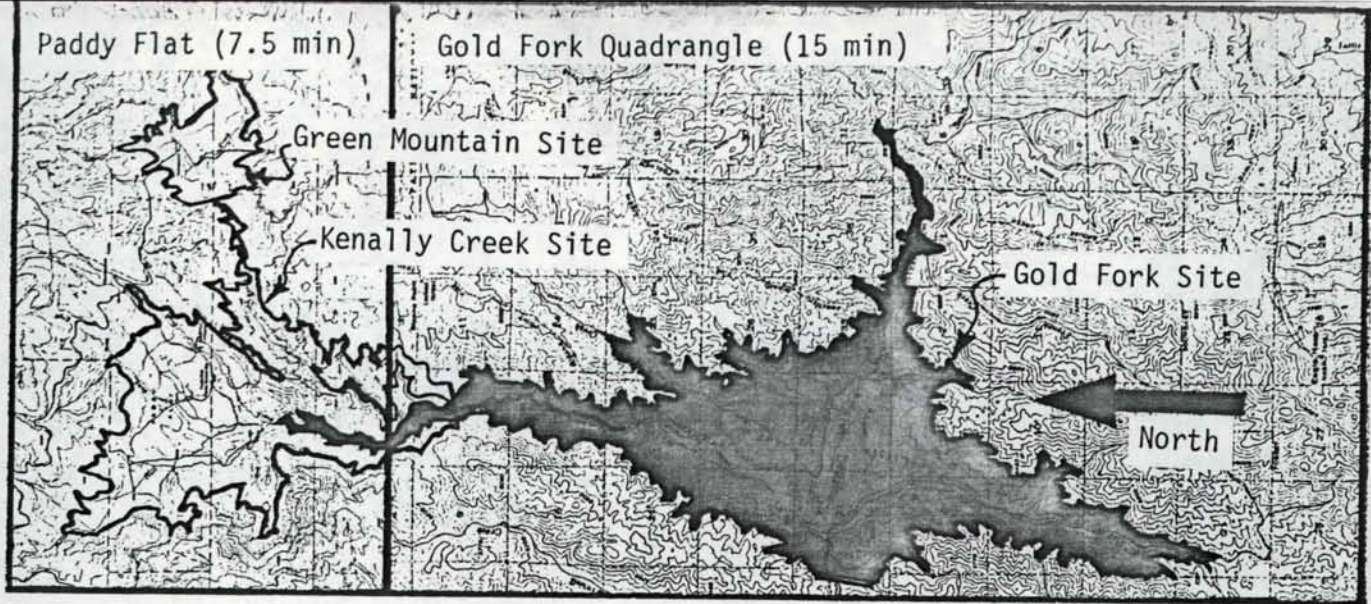 Paddy Flat (7.5 min)
Gold Fork Quadrangle (15 min)
Green Mountain Site
Kenally Creek Site
Gold Fork Site
North